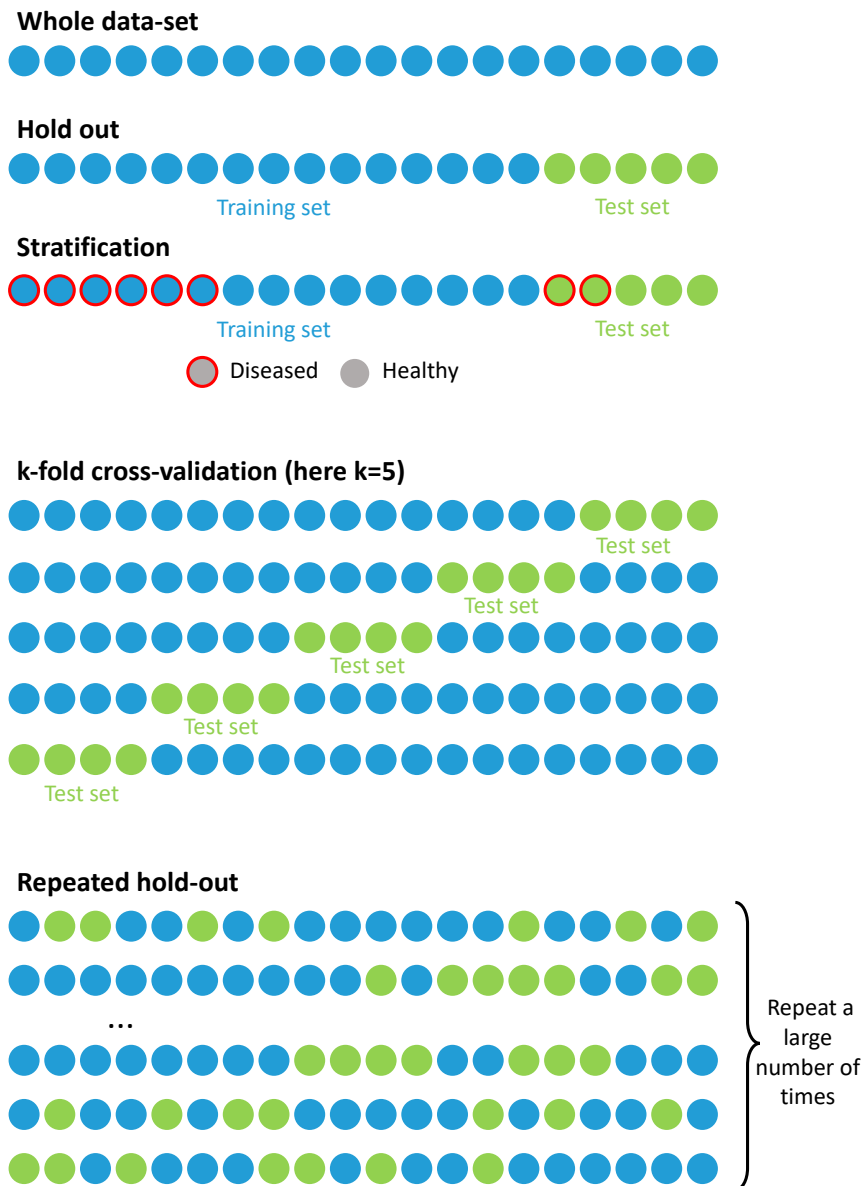 Whole data-set
Hold out
Training set
Test set
Stratification
Training set
Test set
Diseased
Healthy
k-fold cross-validation (here k=5)
Test set
Test set
Test set
Test set
Test set
Repeated hold-out
...
Repeat a
large
number of
times